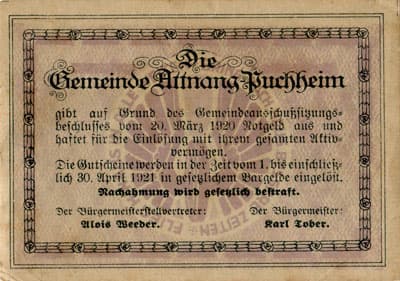 Die
Gemeinde Attnang-Puchheim
gibt auf Grund des Gemeindeausschußsitzungs-
beschlusses vom 20. März 1920 Notgeld aus und
haftet für die Einlösung mit ihrem gesamten Aktiv-
vermögen.
Die Gutscheine werden in der Zeit vom 1. bis einschließ-
lich 30. April 1921 in gesetzlichem Bargelde eingelöst.
Nachahmung wird gesetzlich bestraft.
Der Bürgermeisterstellvertreter: Der Bürgermeister:
Alois Weeder. Karl Tober.
ZEITEN